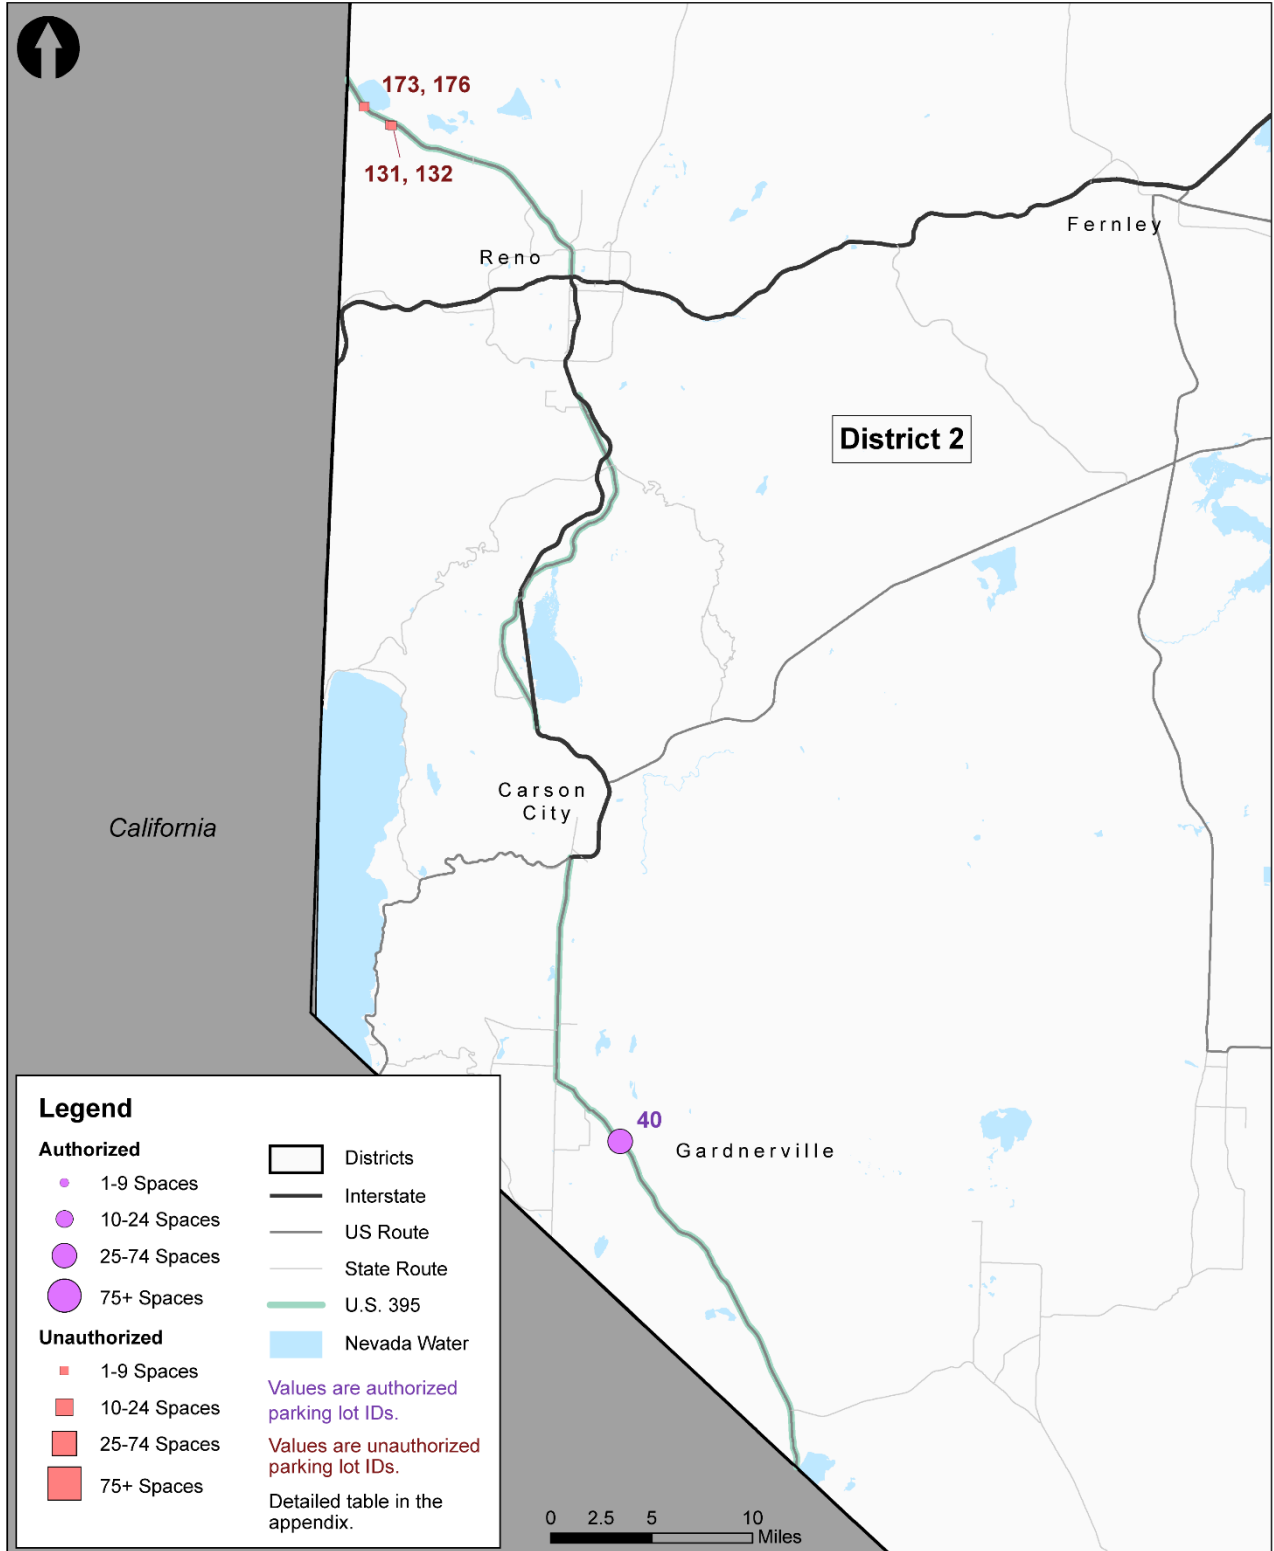 173, 176
131, 132
Reno
Fernley
District 2
Carson
City
California
40
Gardnerville
Legend
Authorized
1-9 Spaces
10-24 Spaces
25-74 Spaces
75+ Spaces
Unauthorized
1-9 Spaces
10-24 Spaces
25-74 Spaces
75+ Spaces
Districts
Interstate
US Route
State Route
U.S. 395
Nevada Water
Values are authorized
parking lot IDs.
Values are unauthorized
parking lot IDs.
Detailed table in the
appendix.
0 2.5 5 10
Miles